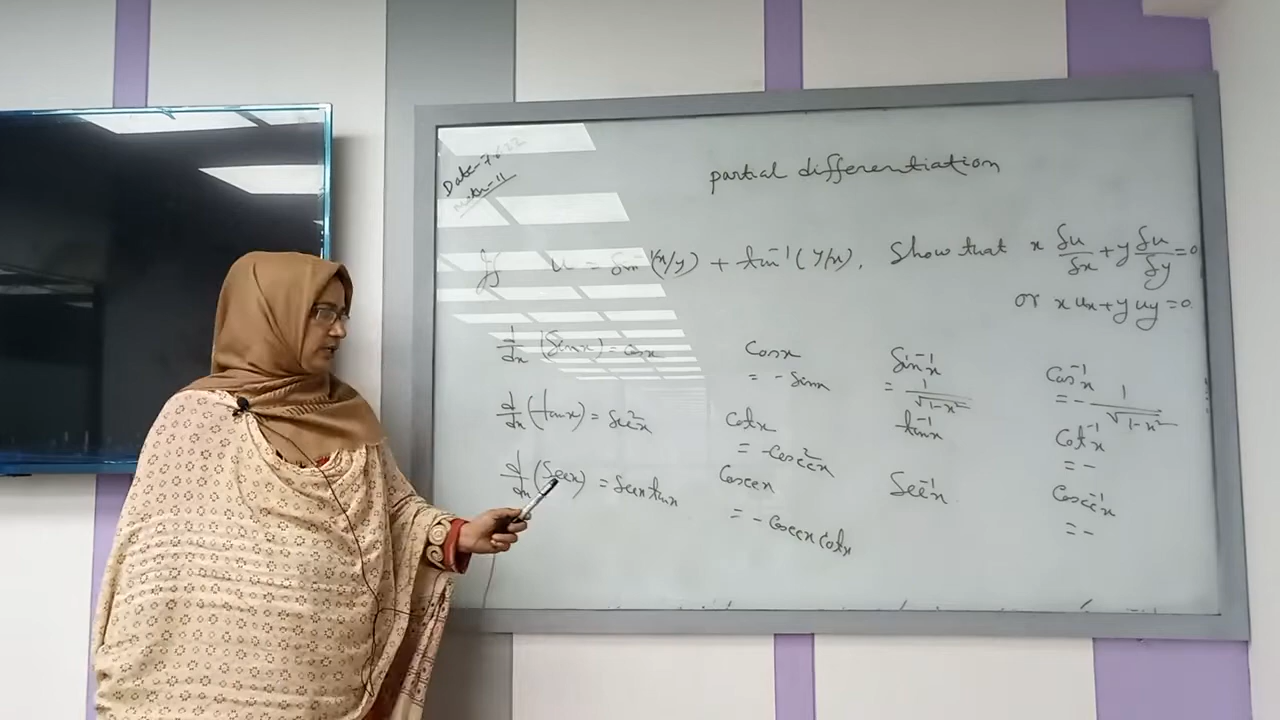 Date-7.6.22
Math-11
partial differentiation
If u = sin⁻¹(x/y) + tan⁻¹(y/x), Show that x δu/δx + y δu/δy = 0
or x ux + y uy = 0
d/dx (Sinx) = cosx
Cosx
= - sinx
Sin⁻¹x
= 1/√1-x²
Cos⁻¹x
= - 1/√1-x²
d/dx (tanx) = sec²x
Cotx
= -Cosec²x
tan⁻¹x
Cot⁻¹x
= -
d/dx (Secx) = secx tanx
Cosecx
= - Cosecx Cotx
Sec⁻¹x
Cosec⁻¹x
= -